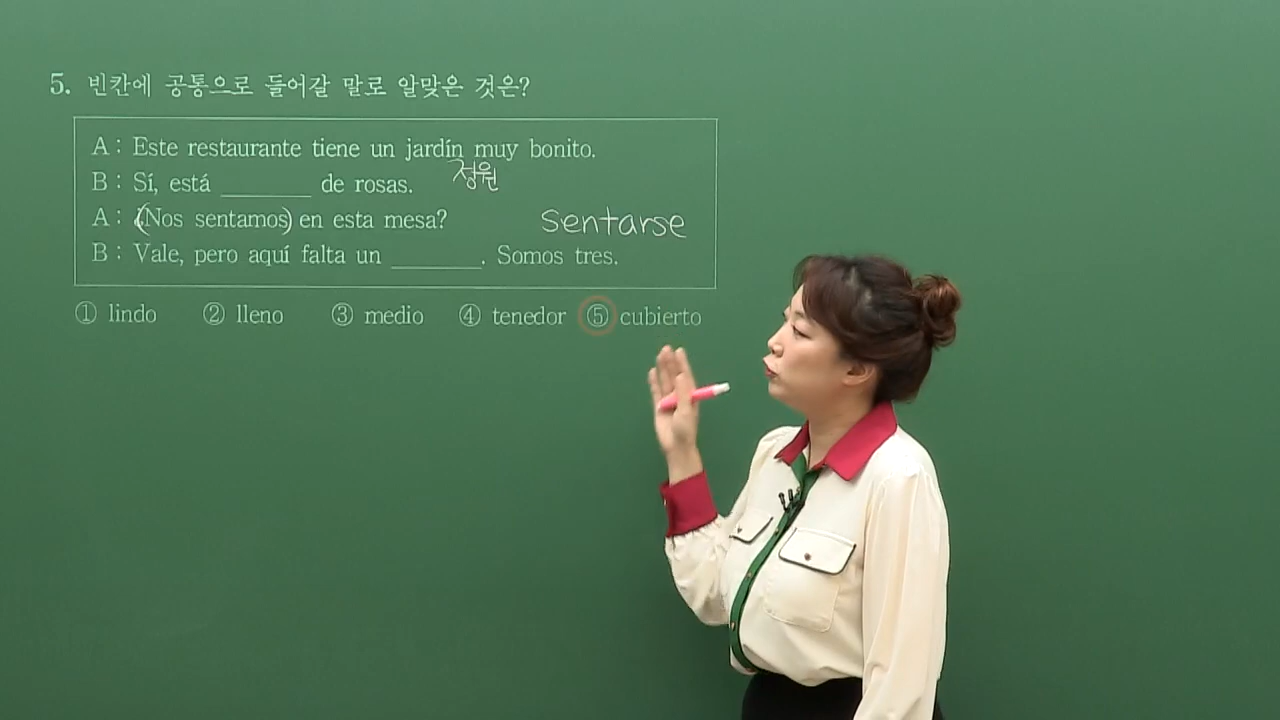 5. 빈칸에 공통으로 들어갈 말로 알맞은 것은?
A : Este restaurante tiene un jardín muy bonito.
정원
B : Sí, está ________ de rosas.
A : ¿Nos sentamos) en esta mesa?
sentarse
B : Vale, pero aquí falta un ________. Somos tres.
① lindo ② lleno ③ medio ④ tenedor ⑤ cubierto